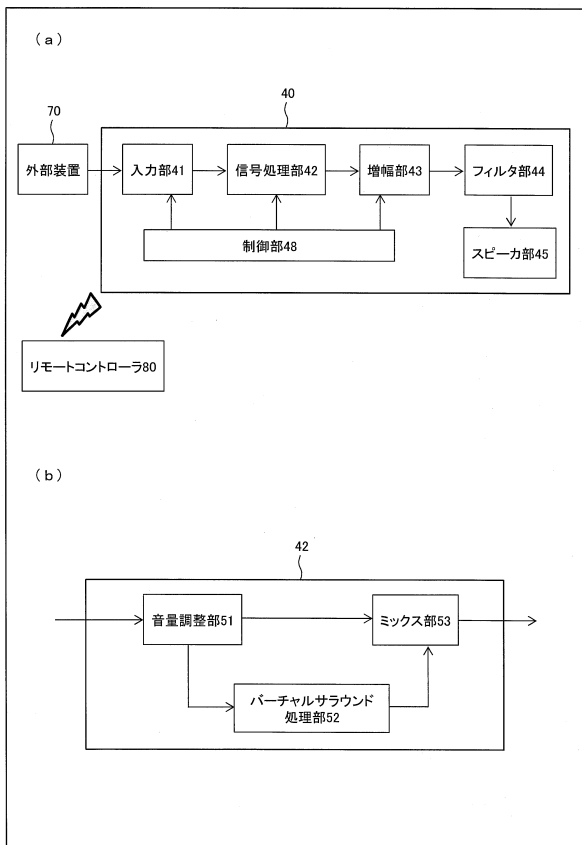 (a)
70
40
外部装置
入力部41
信号処理部42
増幅部43
フィルタ部44
制御部48
スピーカ部45
リモートコントローラ80
(b)
42
音量調整部51
ミックス部53
バーチャルサラウンド
処理部52